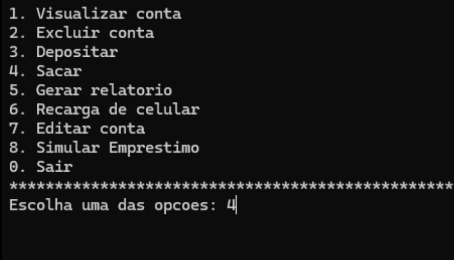 1. Visualizar conta
2. Excluir conta
3. Depositar
4. Sacar
5. Gerar relatorio
6. Recarga de celular
7. Editar conta
8. Simular Emprestimo
0. Sair
**************************************************
Escolha uma das opcoes: 4